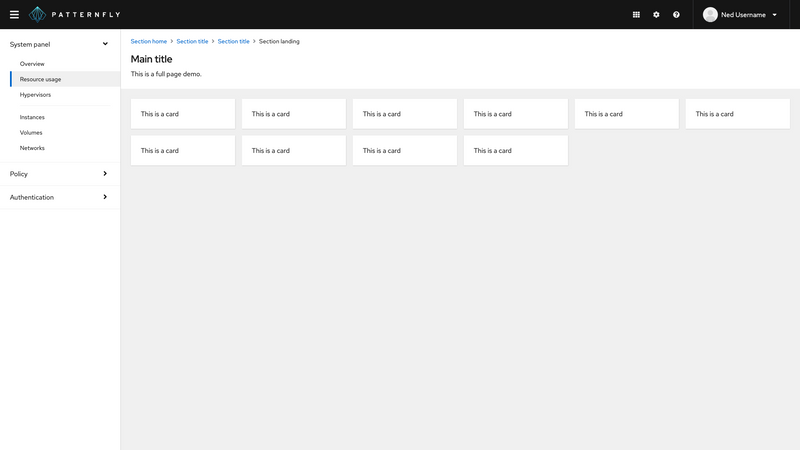 PATTERNFLY
Ned Username
System panel
Overview
Resource usage
Hypervisors
Instances
Volumes
Networks
Policy
Authentication
Section home Section title Section title Section landing
Main title
This is a full page demo.
This is a card This is a card This is a card This is a card This is a card This is a card
This is a card This is a card This is a card This is a card